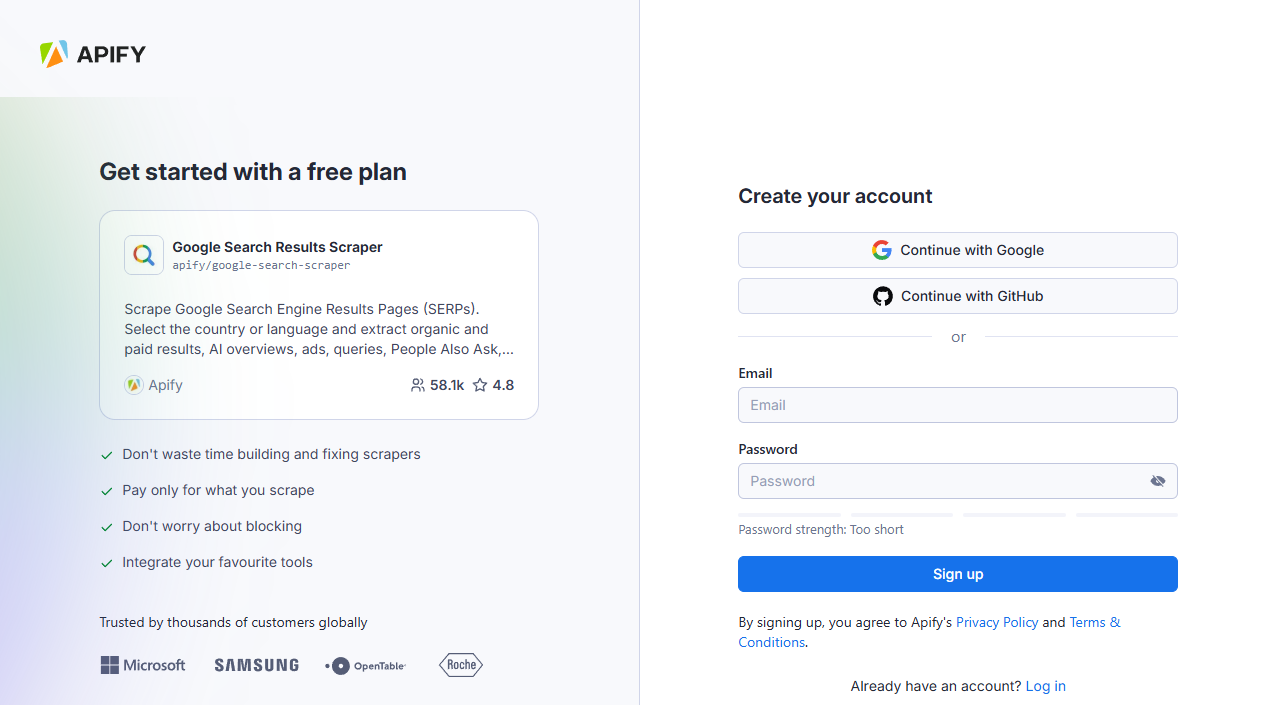 APIFY
Get started with a free plan
Google Search Results Scraper
apify/google-search-scraper
Scrape Google Search Engine Results Pages (SERPs).
Select the country or language and extract organic and
paid results, AI overviews, ads, queries, People Also Ask,...
Apify 58.1k 4.8
Don't waste time building and fixing scrapers
Pay only for what you scrape
Don't worry about blocking
Integrate your favourite tools
Trusted by thousands of customers globally
Microsoft SAMSUNG OpenTable Roche
Create your account
Continue with Google
Continue with GitHub
or
Email
Email
Password
Password
Password strength: Too short
Sign up
By signing up, you agree to Apify's Privacy Policy and Terms &
Conditions.
Already have an account? Log in